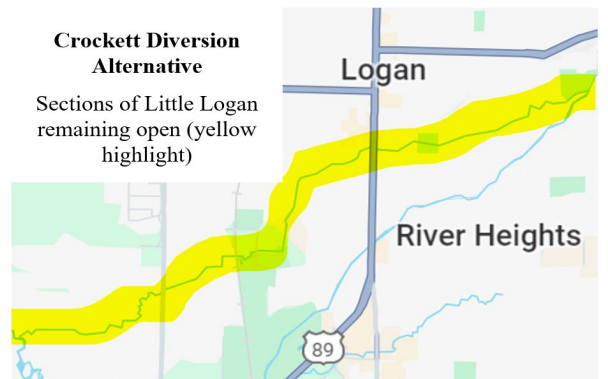 Crockett Diversion
Alternative
Sections of Little Logan
remaining open (yellow
highlight)
Logan
River Heights
89